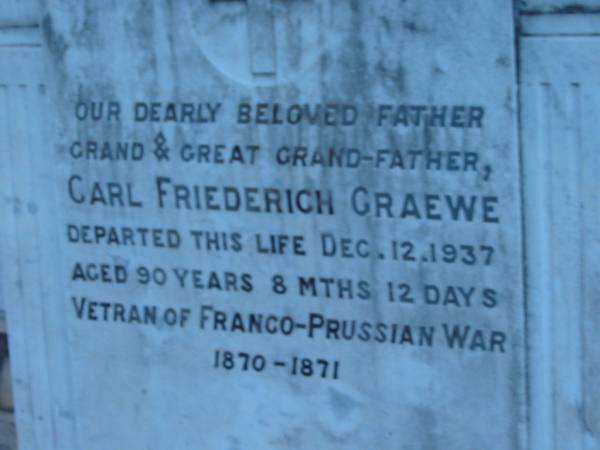 OUR DEARLY BELOVED FATHER
GRAND & GREAT GRAND-FATHER,
CARL FRIEDERICH GRAEWE
DEPARTED THIS LIFE DEC. 12. 1937
AGED 90 YEARS 8 MTHS 12 DAYS
VETRAN OF FRANCO-PRUSSIAN WAR
1870-1871